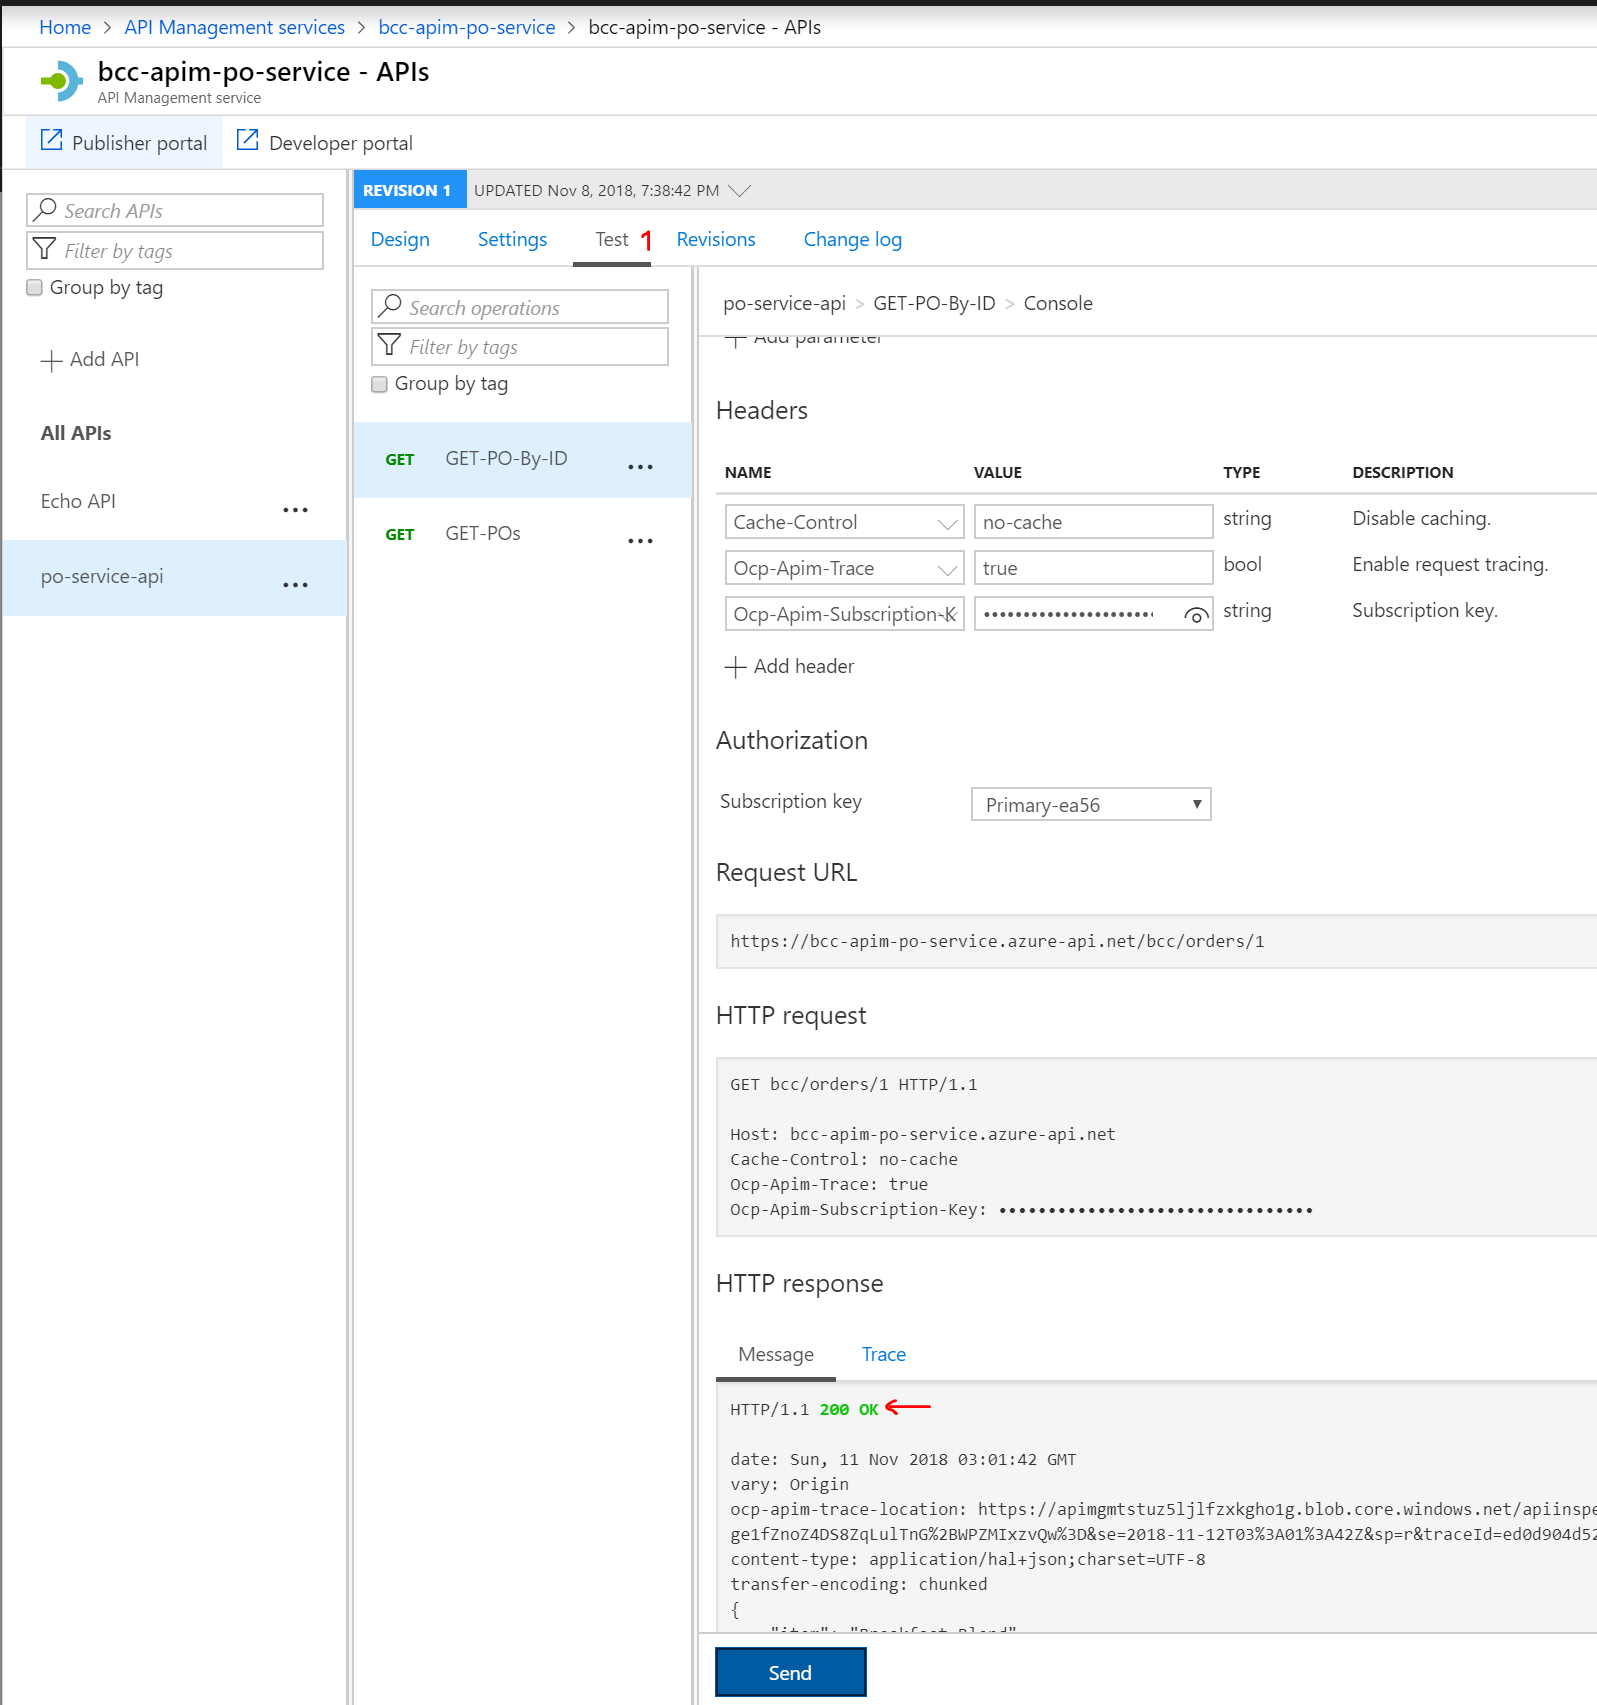 Home > API Management services > bcc-apim-po-service > bcc-apim-po-service - APIs
bcc-apim-po-service - APIs
API Management service
Publisher portal
Developer portal
Search APIs
Filter by tags
Group by tag
Add API
All APIs
Echo API
po-service-api
REVISION 1 UPDATED Nov 8, 2018, 7:38:42 PM
Design Settings Test 1 Revisions Change log
Search operations
Filter by tags
Group by tag
GET GET-PO-By-ID
GET GET-POs
po-service-api > GET-PO-By-ID > Console
Add parameter
Headers
NAME VALUE TYPE DESCRIPTION
Cache-Control no-cache string Disable caching.
Ocp-Apim-Trace true bool Enable request tracing.
Ocp-Apim-Subscription-K •••••••••••••••••••••• string Subscription key.
Add header
Authorization
Subscription key Primary-ea56
Request URL
https://bcc-apim-po-service.azure-api.net/bcc/orders/1
HTTP request
GET bcc/orders/1 HTTP/1.1
Host: bcc-apim-po-service.azure-api.net
Cache-Control: no-cache
Ocp-Apim-Trace: true
Ocp-Apim-Subscription-Key: ••••••••••••••••••••••••••••••••
HTTP response
Message Trace
HTTP/1.1 200 OK
date: Sun, 11 Nov 2018 03:01:42 GMT
vary: Origin
ocp-apim-trace-location: https://apimgmtstuz5ljlfzxkgho1g.blob.core.windows.net/apiinspe
ge1fZnoZ4DS8ZqLulTnG%2BWPZMIxzvQw%3D&se=2018-11-12T03%3A01%3A42Z&sp=r&traceId=ed0d904d52
content-type: application/hal+json;charset=UTF-8
transfer-encoding: chunked
{
"item": "Breakfast Blend"
Send